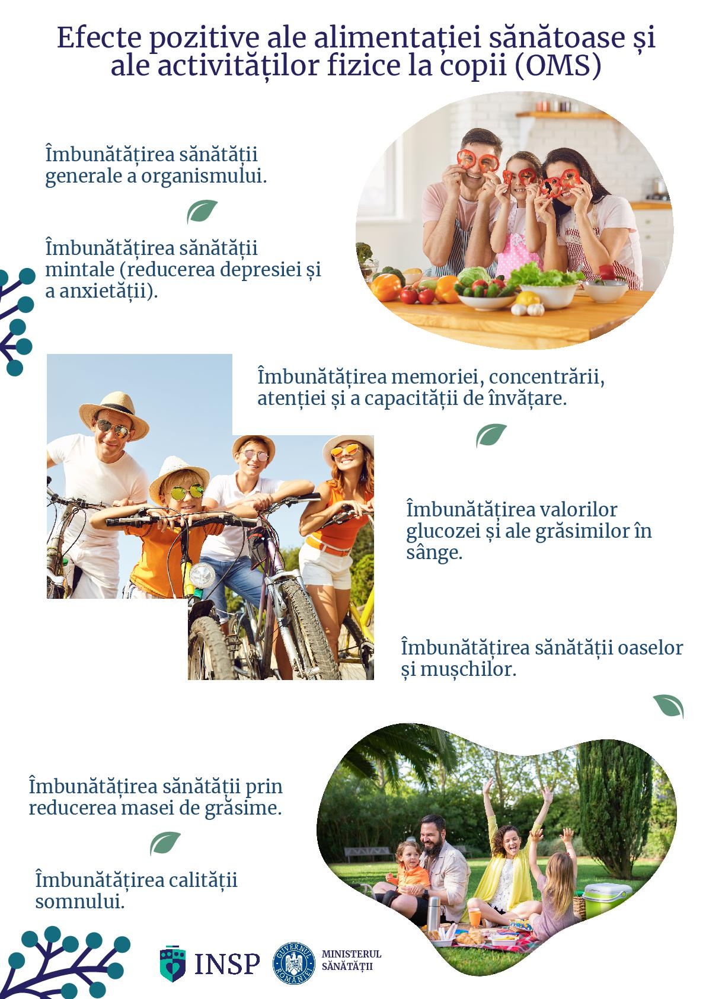 Efecte pozitive ale alimentației sănătoase și
ale activităților fizice la copii (OMS)
Îmbunătățirea sănătății
generale a organismului.
Îmbunătățirea sănătății
mintale (reducerea depresiei și
a anxietății).
Îmbunătățirea memoriei, concentrării,
atenției și a capacității de învățare.
Îmbunătățirea valorilor
glucozei și ale grăsimilor în
sânge.
Îmbunătățirea sănătății oaselor
și mușchilor.
Îmbunătățirea sănătății prin
reducerea masei de grăsime.
Îmbunătățirea calității
somnului.
INSP
GUVERNUL
ROMÂNIEI
MINISTERUL
SĂNĂTĂȚII